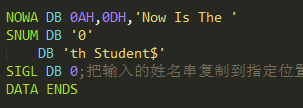 NOWA DB 0AH,0DH,'Now Is The '
SNUM DB '0'
DB 'th Student$'
SIGL DB 0;把输入的姓名串复制到指定位置
DATA ENDS